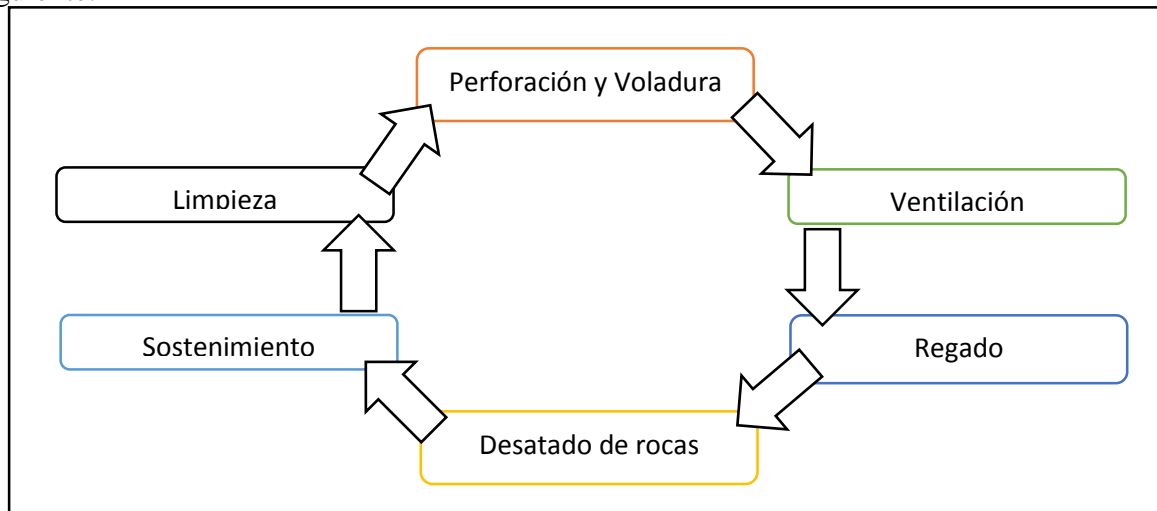 Perforación y Voladura
Limpieza
Ventilación
Sostenimiento
Regado
Desatado de rocas